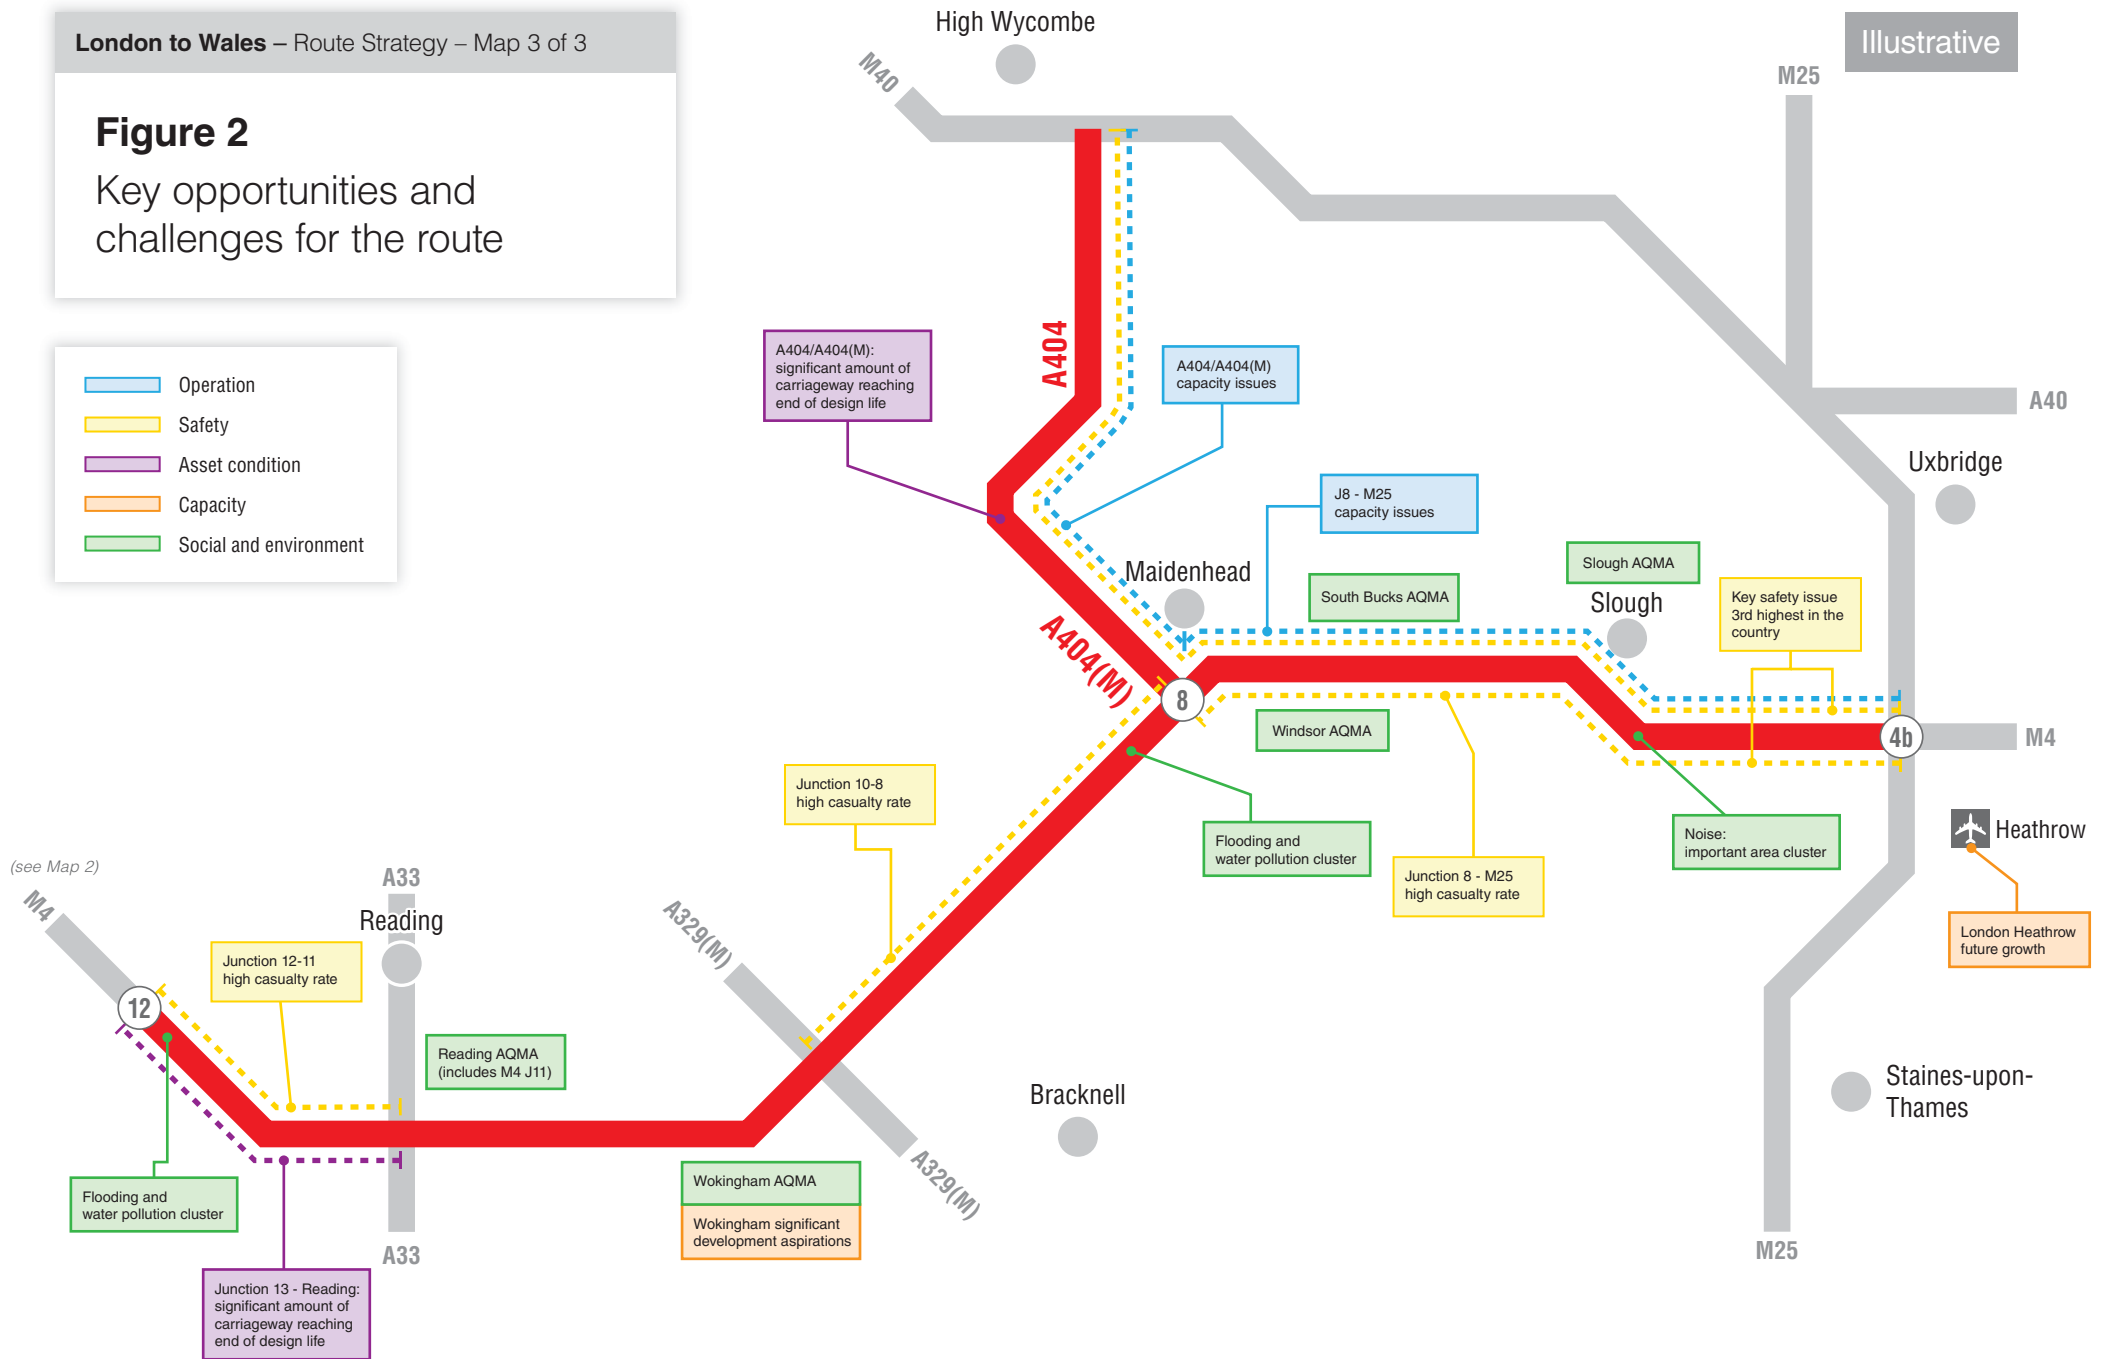 London to Wales – Route Strategy – Map 3 of 3
Figure 2
Key opportunities and
challenges for the route
Operation
Safety
Asset condition
Capacity
Social and environment
Illustrative
High Wycombe
M40
M25
A40
Uxbridge
A404
A404/A404(M):
significant amount of
carriageway reaching
end of design life
A404/A404(M)
capacity issues
J8 - M25
capacity issues
Maidenhead
South Bucks AQMA
Slough AQMA
Slough
Key safety issue
3rd highest in the
country
A404(M)
8
4b
M4
Windsor AQMA
Junction 10-8
high casualty rate
Flooding and
water pollution cluster
Junction 8 - M25
high casualty rate
Noise:
important area cluster
Heathrow
London Heathrow
future growth
(see Map 2)
M4
A33
Reading
A329(M)
Junction 12-11
high casualty rate
12
Reading AQMA
(includes M4 J11)
Bracknell
Staines-upon-
Thames
Flooding and
water pollution cluster
Wokingham AQMA
Wokingham significant
development aspirations
A329(M)
A33
M25
Junction 13 - Reading:
significant amount of
carriageway reaching
end of design life